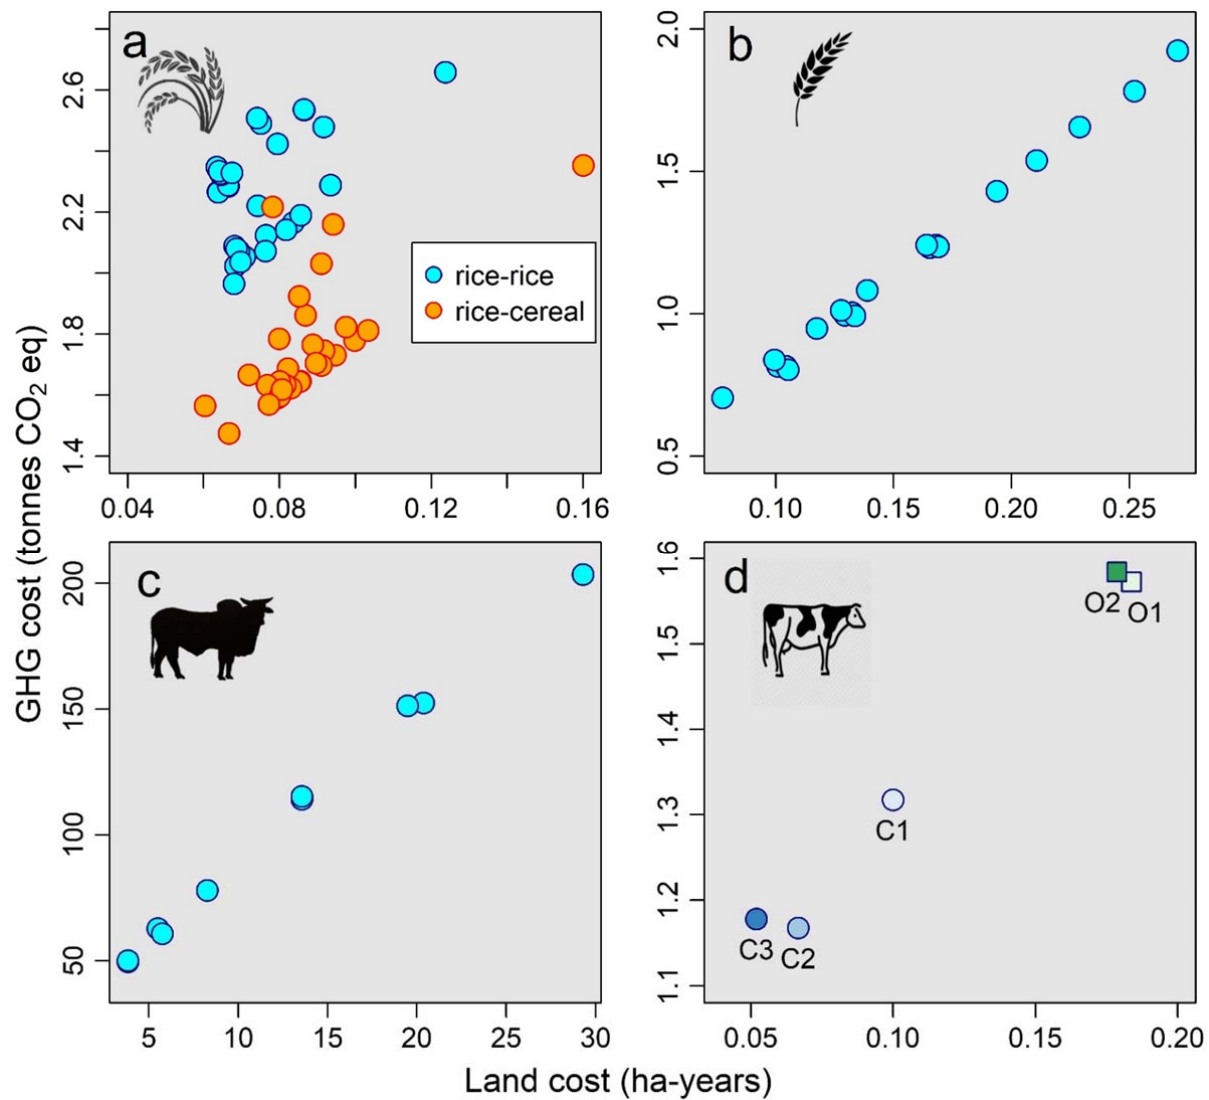 a
2.6
2.2
1.8
1.4
rice-rice
rice-cereal
0.04 0.08 0.12 0.16
b
2.0
1.5
1.0
0.5
0.10 0.15 0.20 0.25
GHG cost (tonnes CO₂ eq)
c
200
150
100
50
5 10 15 20 25 30
d
1.6
1.5
1.4
1.3
1.2
1.1
O2 O1
C1
C3 C2
0.05 0.10 0.15 0.20
Land cost (ha-years)